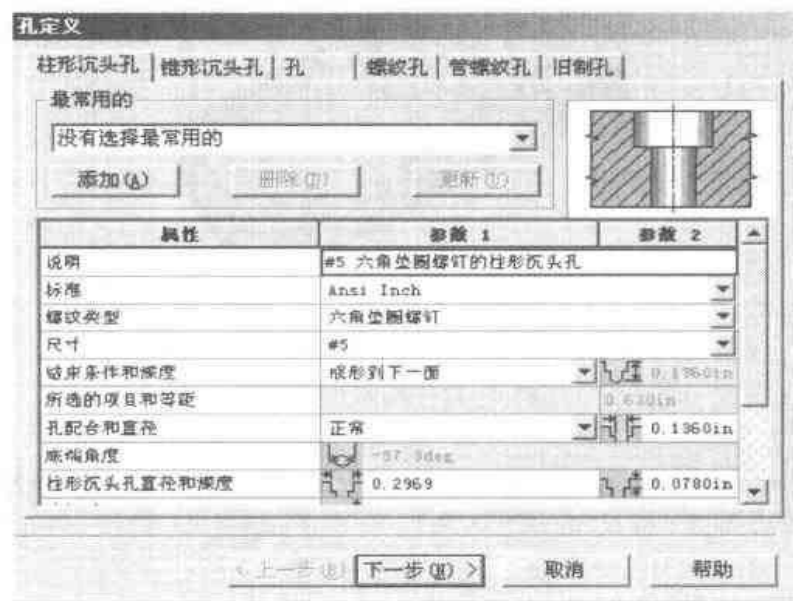 孔定义
柱形沉头孔 锥形沉头孔 孔 螺纹孔 管螺纹孔 旧制孔
最常用的
没有选择最常用的
添加(A) 删除(D) 更新(U)
属性 参数 1 参数 2
说明 #5 六角垫圈螺钉的柱形沉头孔
标准 Ansi Inch
螺纹类型 六角垫圈螺钉
尺寸 #5
结束条件和深度 成形到下一面 0.1360in
所选的项目和等距
孔配合和直径 正常 0.1360in
底端角度
柱形沉头孔直径和深度 0.2969 0.0780in
< 上一步(B) 下一步(N) > 取消 帮助